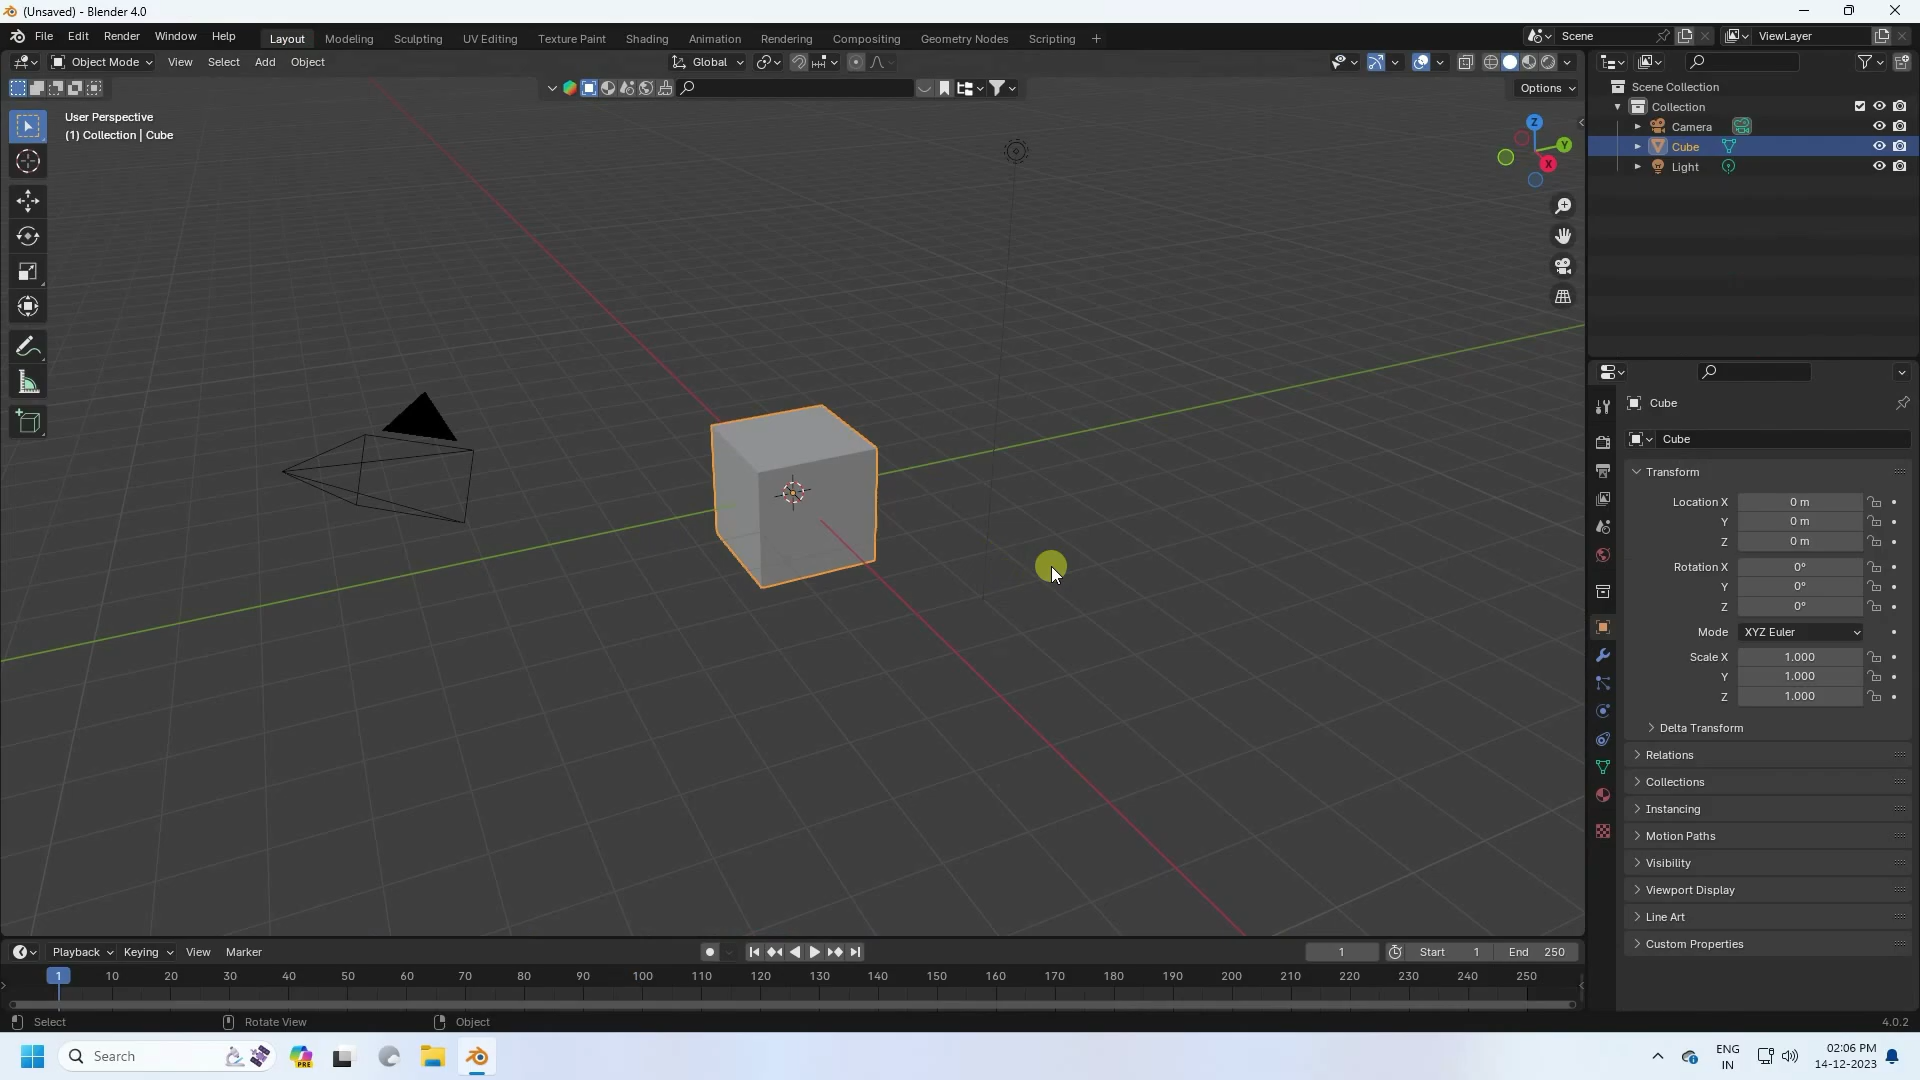 (Unsaved) - Blender 4.0
File Edit Render Window Help Layout Modeling Sculpting UV Editing Texture Paint Shading Animation Rendering Compositing Geometry Nodes Scripting + Scene ViewLayer
Object Mode View Select Add Object Global
Options
User Perspective
(1) Collection | Cube
Z
Y
X
Scene Collection
Collection
Camera
Cube
Light
Cube
Cube
Transform
Location X 0 m
Y 0 m
Z 0 m
Rotation X 0°
Y 0°
Z 0°
Mode XYZ Euler
Scale X 1.000
Y 1.000
Z 1.000
Delta Transform
Relations
Collections
Instancing
Motion Paths
Visibility
Viewport Display
Line Art
Custom Properties
Playback Keying View Marker 1 Start 1 End 250
1 10 20 30 40 50 60 70 80 90 100 110 120 130 140 150 160 170 180 190 200 210 220 230 240 250
Select Rotate View Object 4.0.2
Search PRE ENG 02:06 PM
IN 14-12-2023